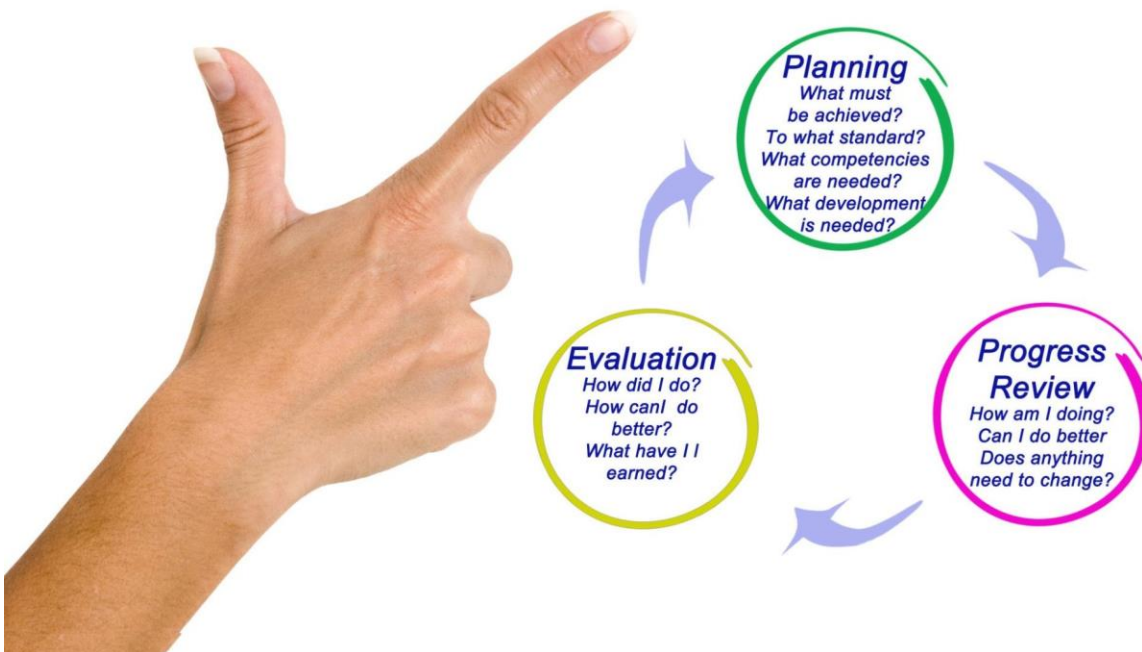 Planning
What must
be achieved?
To what standard?
What competencies
are needed?
What development
is needed?
Progress
Review
How am I doing?
Can I do better
Does anything
need to change?
Evaluation
How did I do?
How canI do
better?
What have I l
earned?